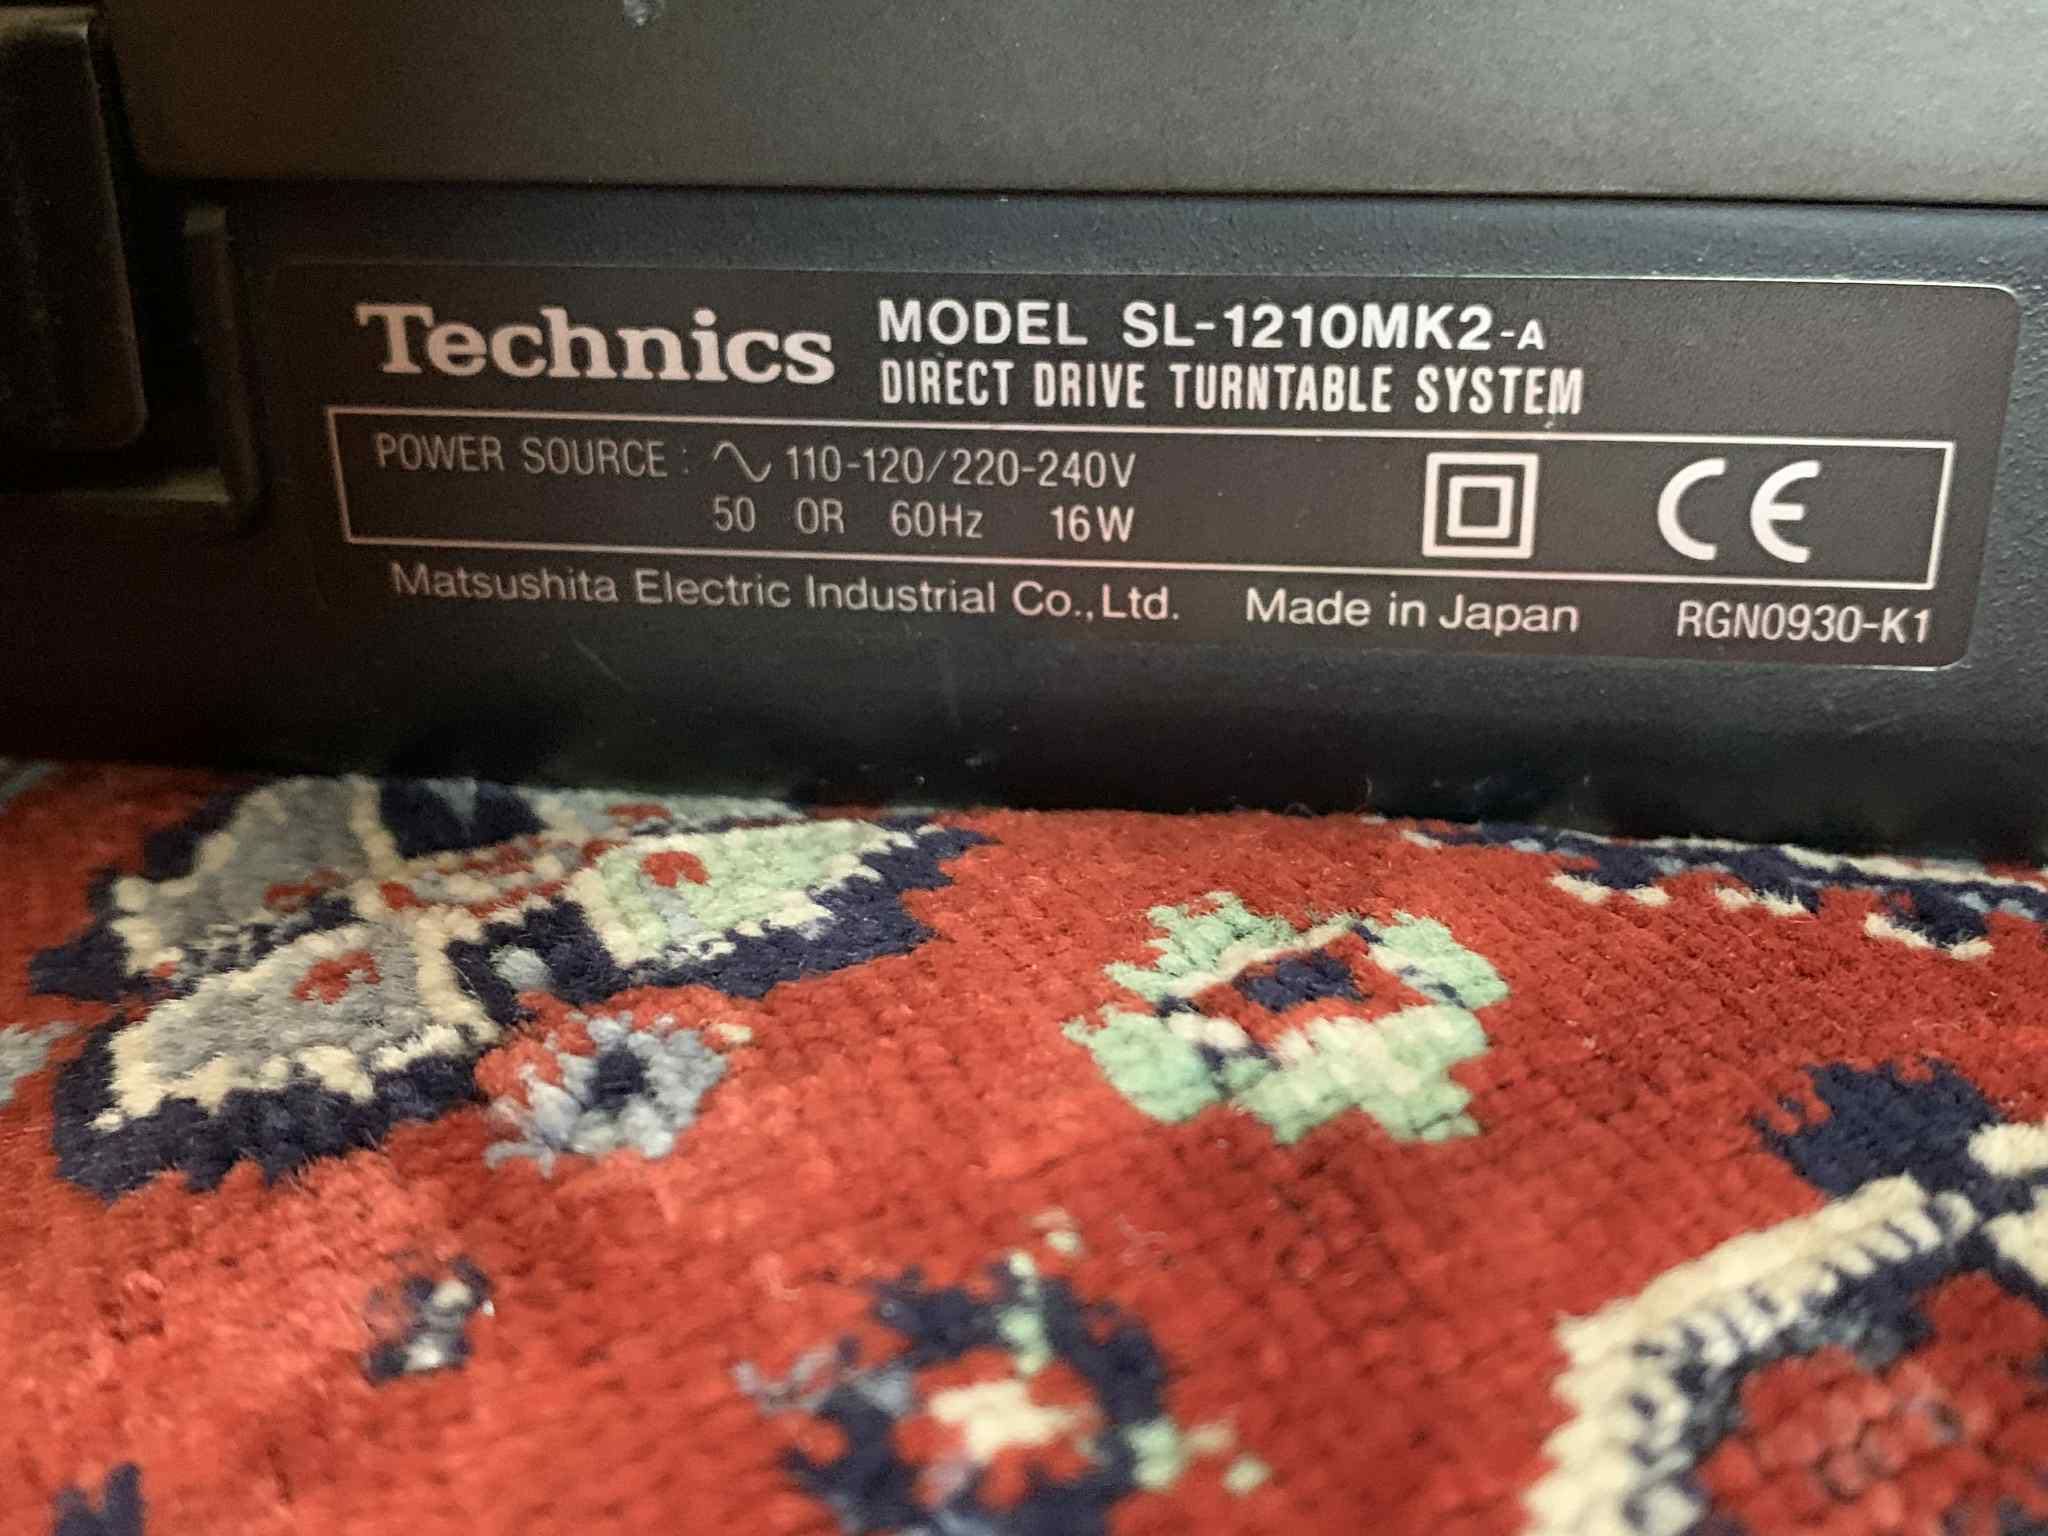 Technics MODEL SL-1210MK2-A
DIRECT DRIVE TURNTABLE SYSTEM
POWER SOURCE : ∿ 110-120/220-240V
50 OR 60Hz 16W
CE
Matsushita Electric Industrial Co., Ltd. Made in Japan RGN0930-K1